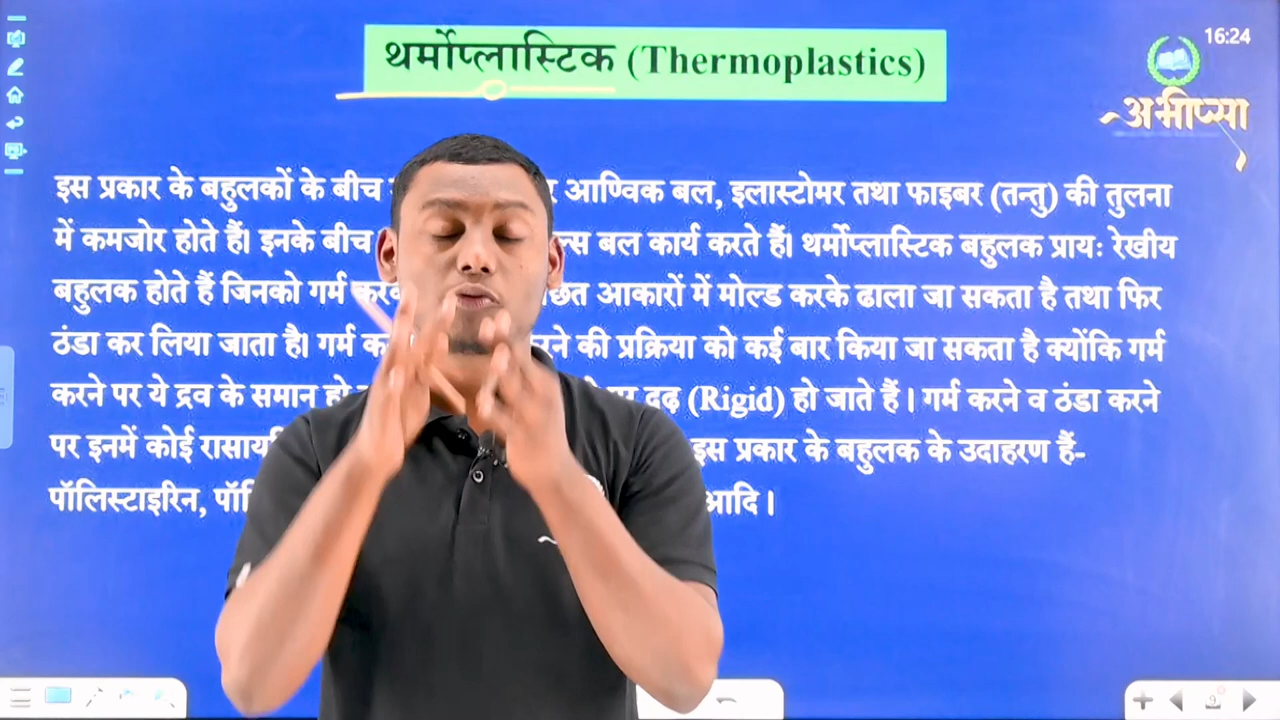 थर्मोप्लास्टिक (Thermoplastics)
16:24
अभीप्सा
इस प्रकार के बहुलकों के बीच आण्विक बल, इलास्टोमर तथा फाइबर (तन्तु) की तुलना
में कमजोर होते हैं। इनके बीच बल कार्य करते हैं। थर्मोप्लास्टिक बहुलक प्रायः रेखीय
बहुलक होते हैं जिनको गर्म आकारों में मोल्ड करके ढाला जा सकता है तथा फिर
ठंडा कर लिया जाता है। गर्म की प्रक्रिया को कई बार किया जा सकता है क्योंकि गर्म
करने पर ये द्रव के समान दृढ़ (Rigid) हो जाते हैं । गर्म करने व ठंडा करने
पर इनमें कोई इस प्रकार के बहुलक के उदाहरण हैं-
पॉलिस्टाइरिन, आदि ।
9